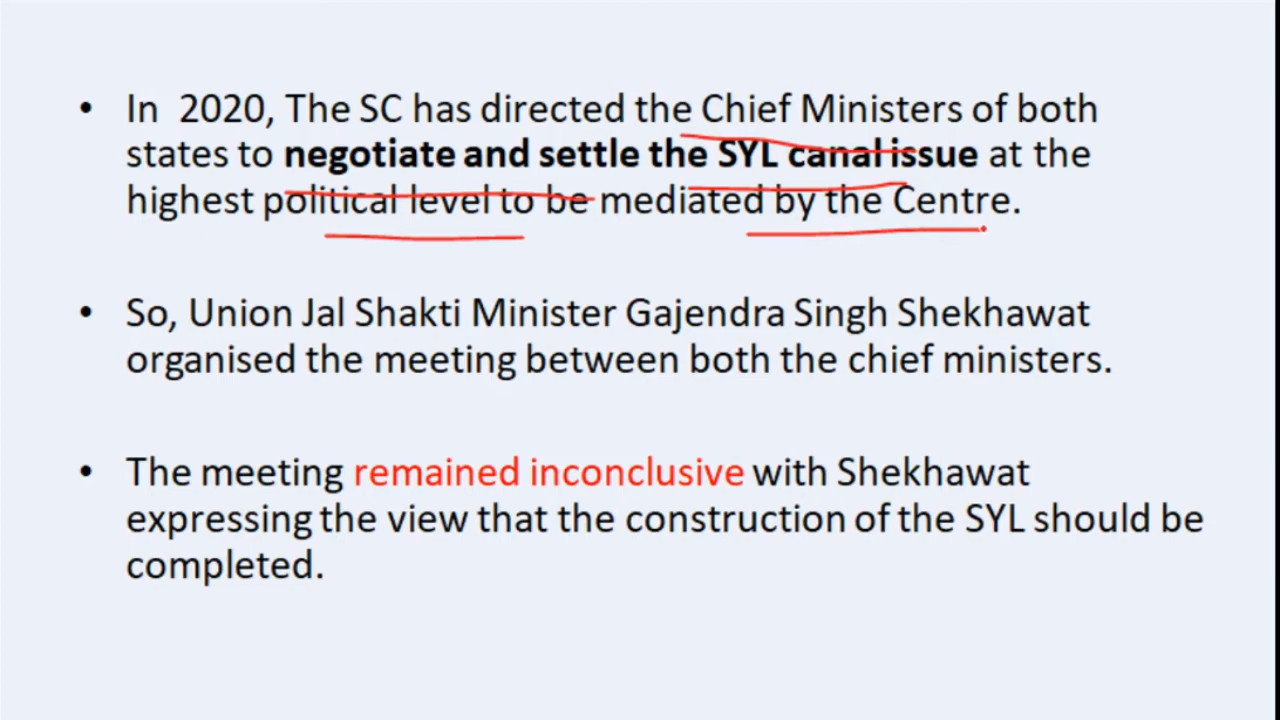 • In 2020, The SC has directed the Chief Ministers of both
states to negotiate and settle the SYL canal issue at the
highest political level to be mediated by the Centre.
• So, Union Jal Shakti Minister Gajendra Singh Shekhawat
organised the meeting between both the chief ministers.
• The meeting remained inconclusive with Shekhawat
expressing the view that the construction of the SYL should be
completed.